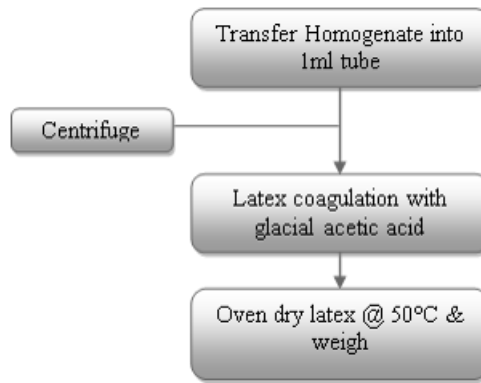 Transfer Homogenate into
1ml tube
Centrifuge
Latex coagulation with
glacial acetic acid
Oven dry latex @ 50°C &
weigh